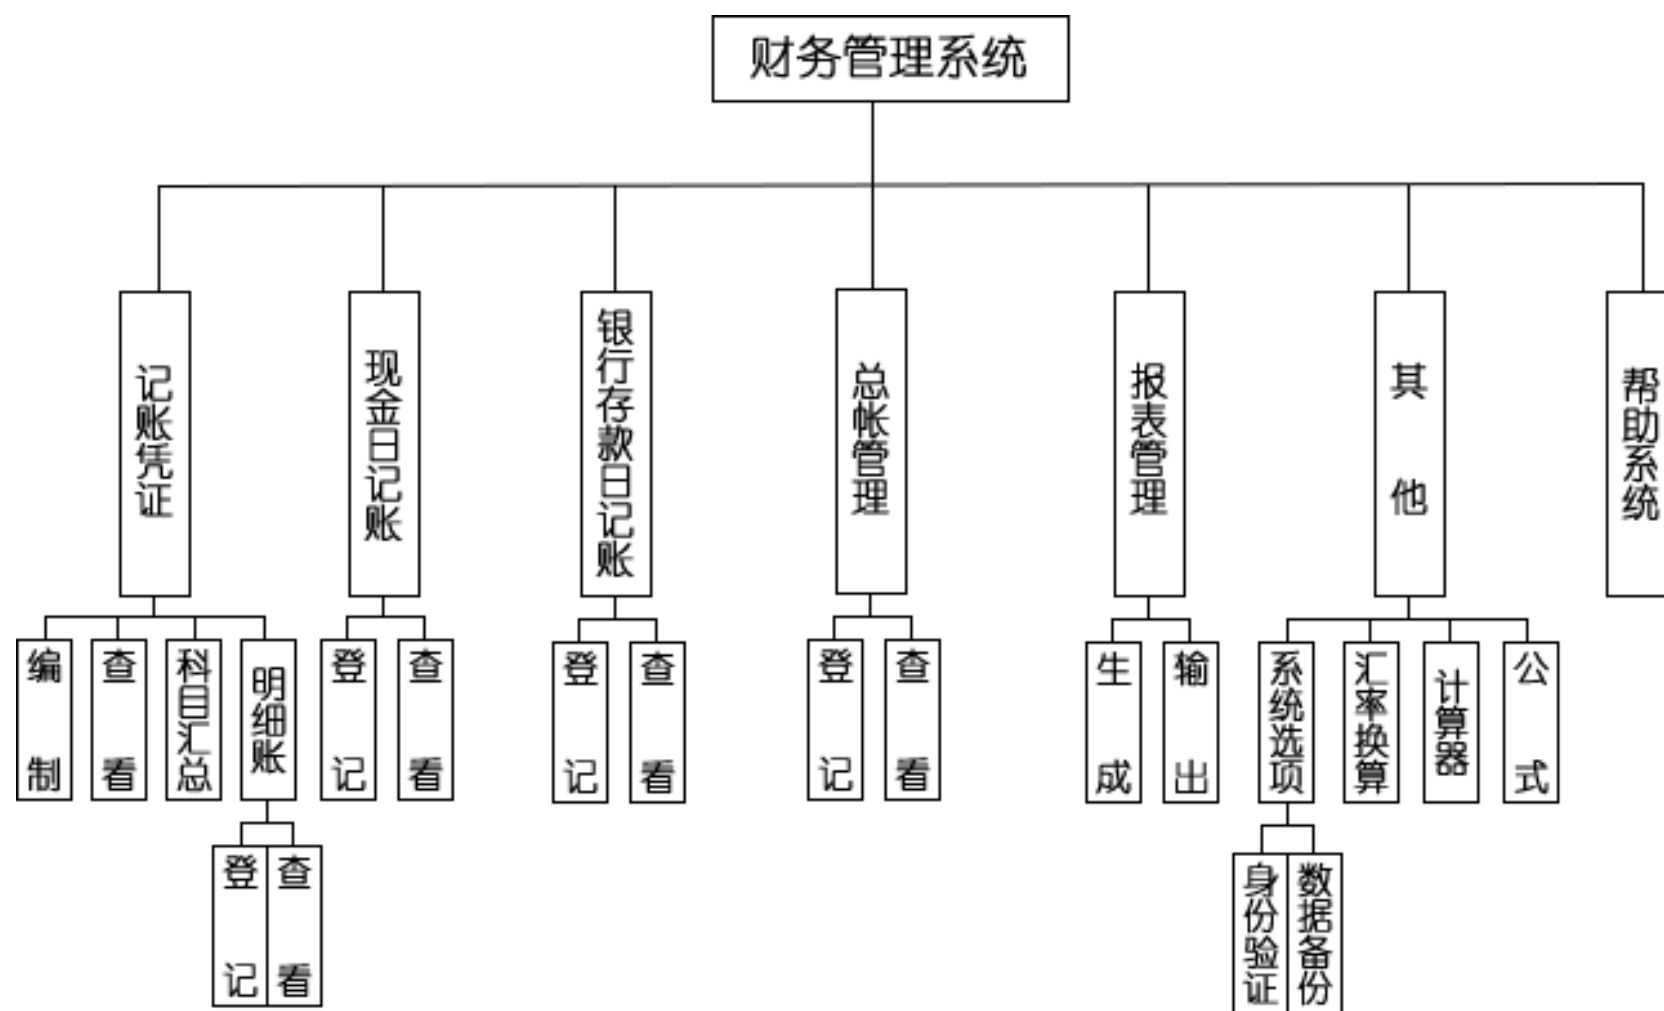 财务管理系统
记账凭证
现金日记账
银行存款日记账
总帐管理
报表管理
其他
帮助系统
编制
查看
科目汇总
明细账
登记
查看
登记
查看
登记
查看
生成
输出
系统选项
汇率换算
计算器
公式
登记
查看
身份验证
数据备份